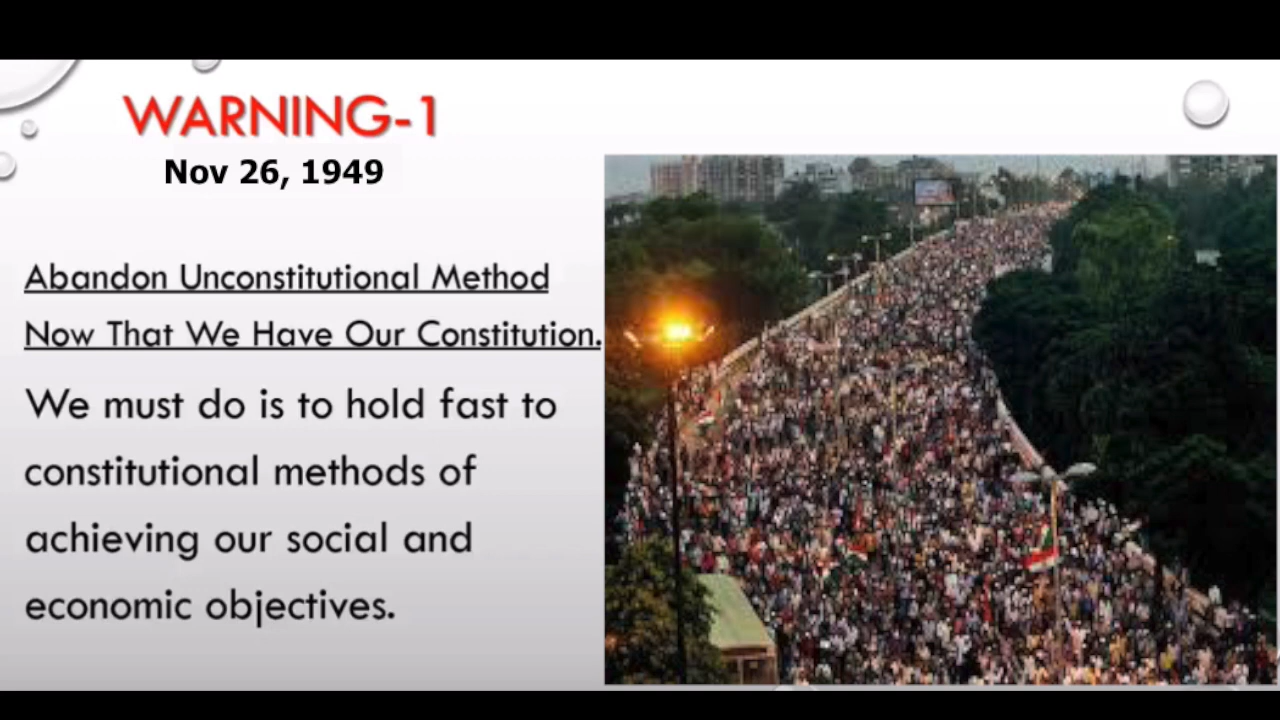 WARNING-1
Nov 26, 1949
Abandon Unconstitutional Method
Now That We Have Our Constitution.
We must do is to hold fast to
constitutional methods of
achieving our social and
economic objectives.